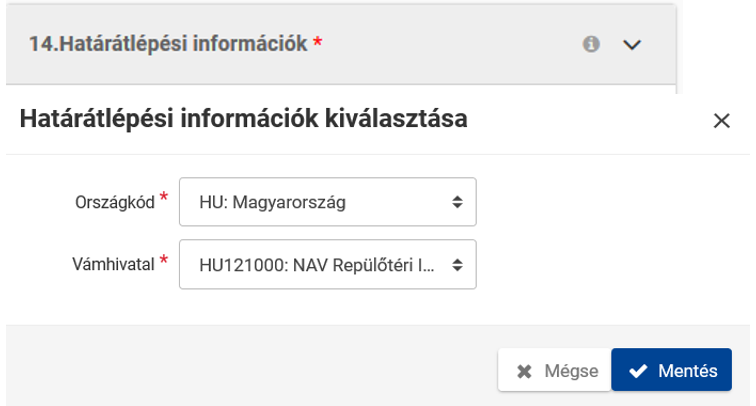 14.Határátlépési információk *
Határátlépési információk kiválasztása
Országkód * HU: Magyarország
Vámhivatal * HU121000: NAV Repülőtéri I...
Mégse Mentés